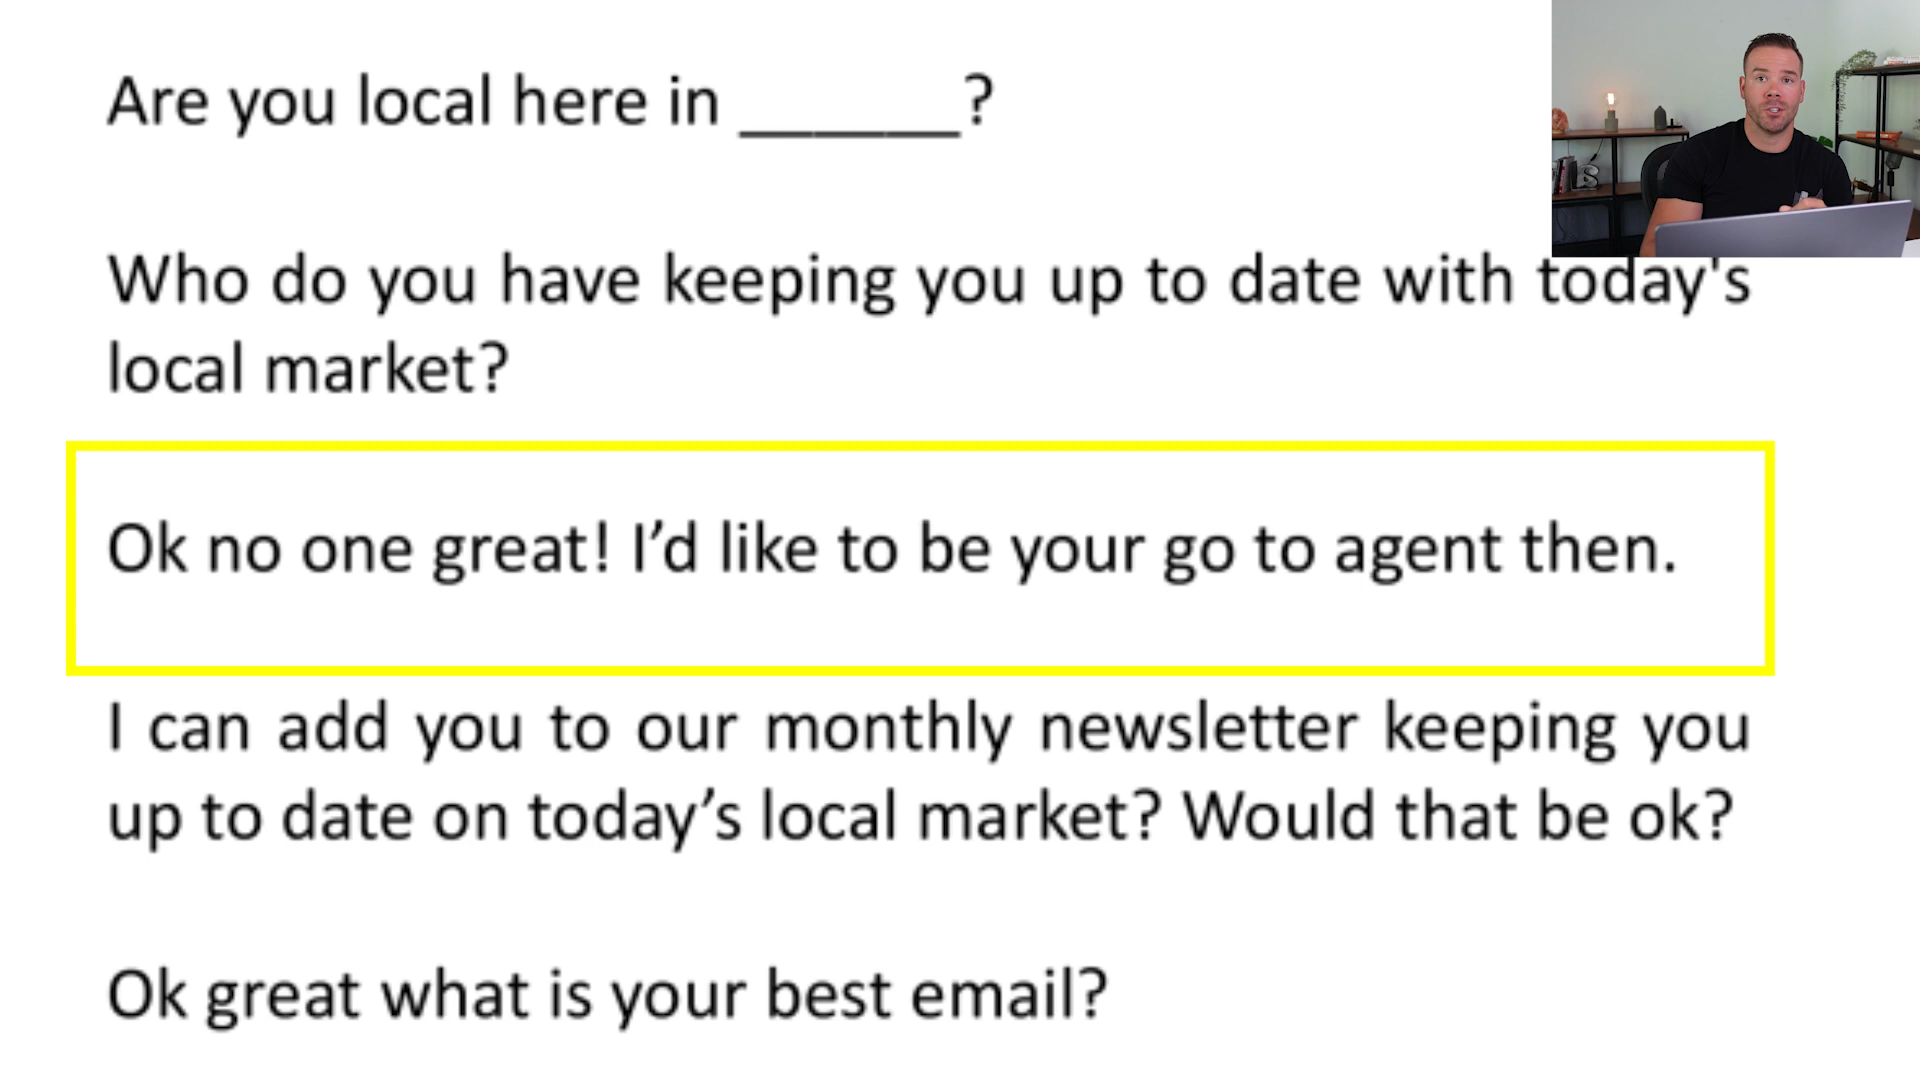 Are you local here in ______?
Who do you have keeping you up to date with today's
local market?
Ok no one great! I’d like to be your go to agent then.
I can add you to our monthly newsletter keeping you
up to date on today’s local market? Would that be ok?
Ok great what is your best email?